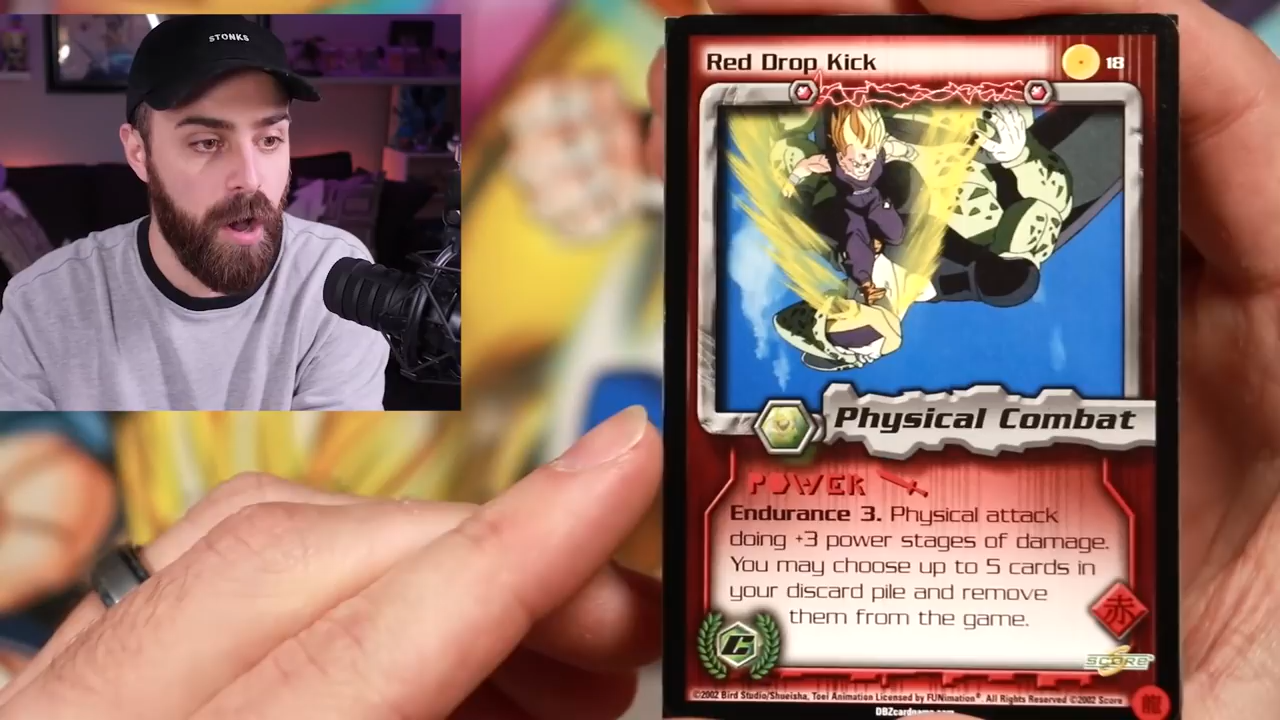 STONKS
Red Drop Kick
18
Physical Combat
POWER
Endurance 3. Physical attack
doing +3 power stages of damage.
You may choose up to 5 cards in
your discard pile and remove
them from the game.
赤
SCORE
©2002 Bird Studio/Shueisha, Toei Animation Licensed by FUNimation®. All Rights Reserved ©2002 Score
DBZcardgame.com